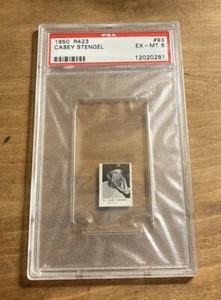 PSA
1950 R423
CASEY STENGEL
#93
EX - MT 6
12020281